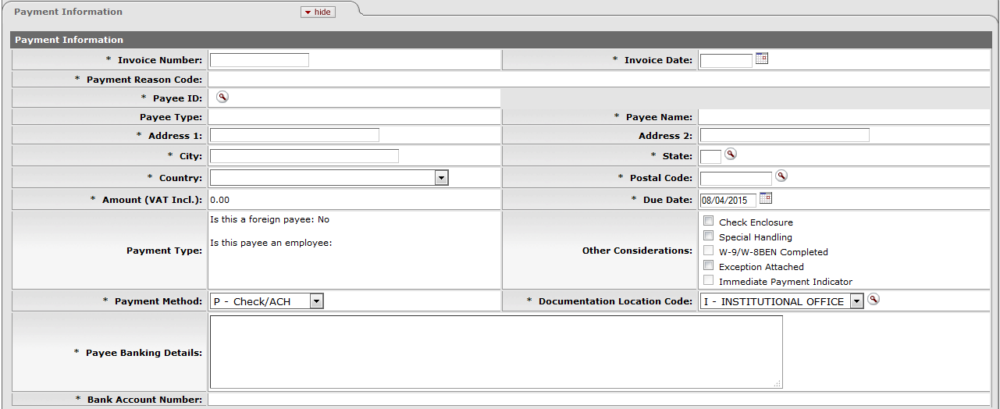 Payment Information
hide
Payment Information
* Invoice Number:
* Invoice Date:
* Payment Reason Code:
* Payee ID:
Payee Type:
* Payee Name:
* Address 1:
Address 2:
* City:
* State:
* Country:
* Postal Code:
* Amount (VAT Incl.): 0.00
* Due Date: 08/04/2015
Payment Type:
Is this a foreign payee: No
Is this payee an employee:
Other Considerations:
Check Enclosure
Special Handling
W-9/W-8BEN Completed
Exception Attached
Immediate Payment Indicator
* Payment Method: P - Check/ACH
* Documentation Location Code: I - INSTITUTIONAL OFFICE
* Payee Banking Details:
* Bank Account Number: